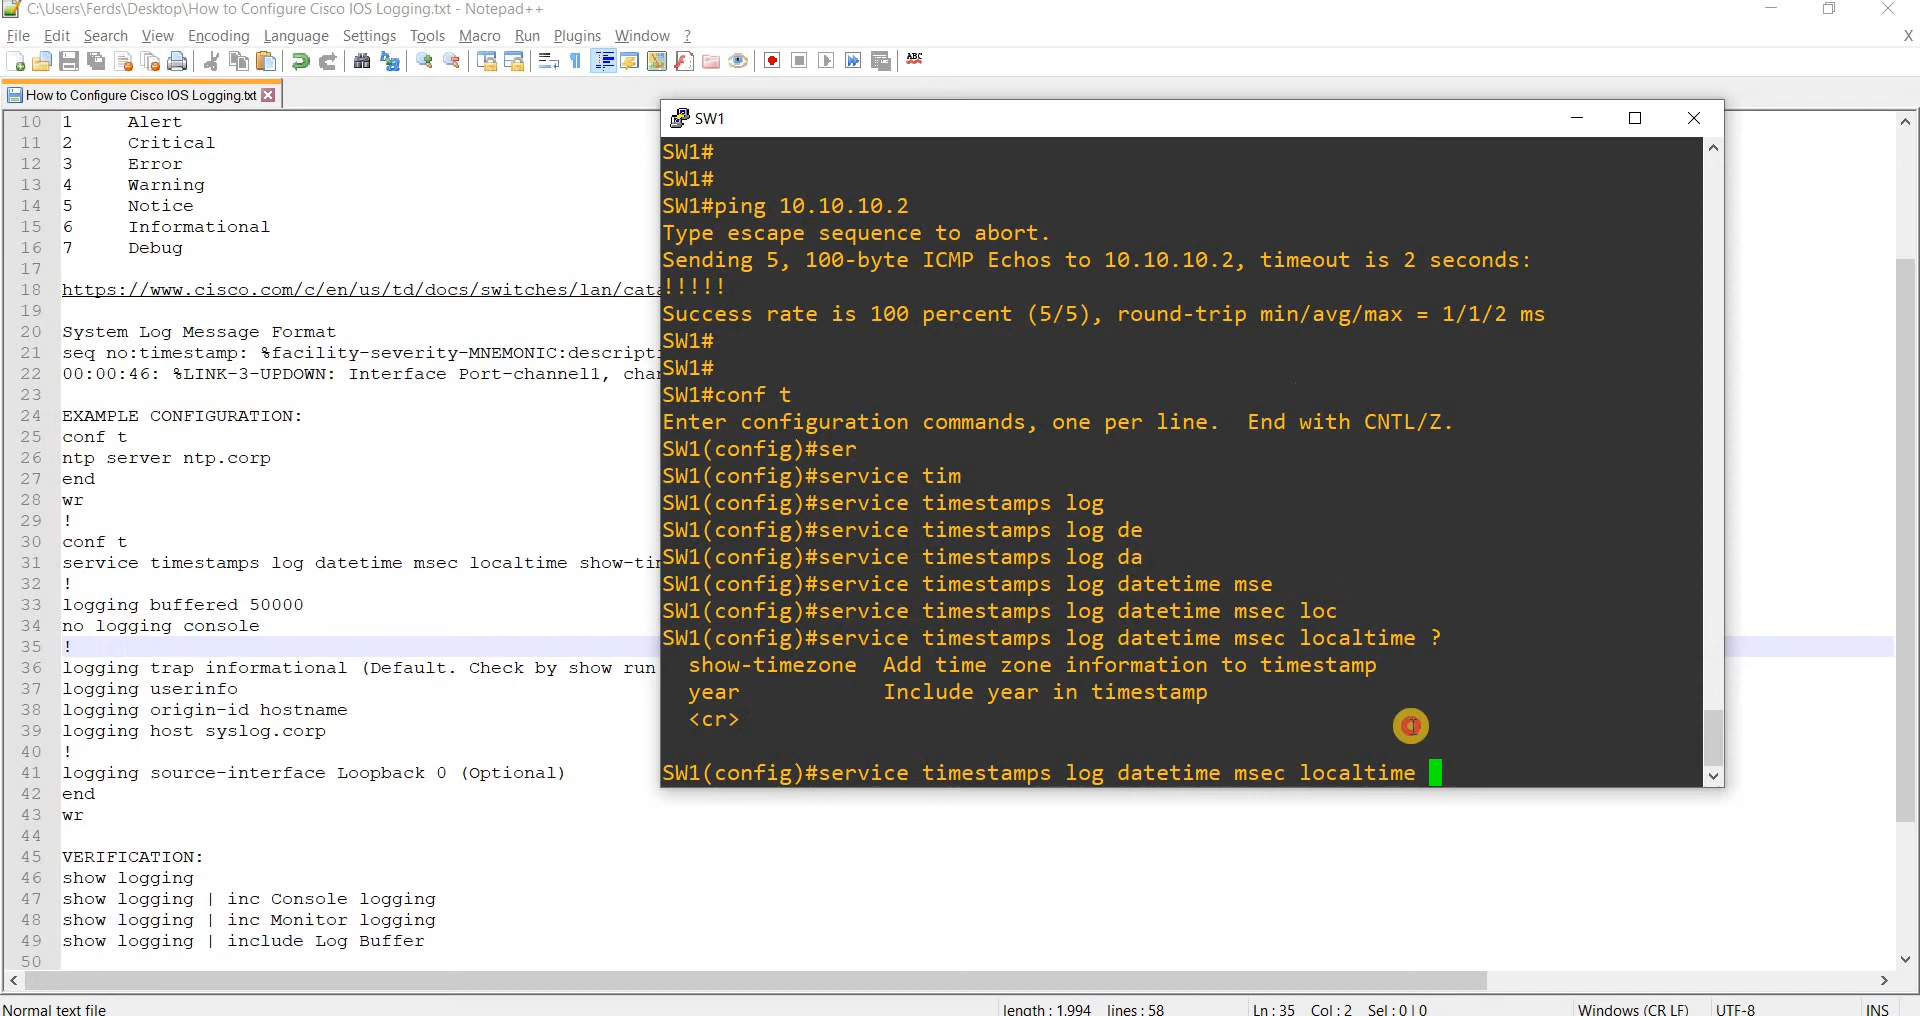 C:\Users\Ferds\Desktop\How to Configure Cisco IOS Logging.txt - Notepad++
File Edit Search View Encoding Language Settings Tools Macro Run Plugins Window ? X
How to Configure Cisco IOS Logging.txt
10 1 Alert
11 2 Critical
12 3 Error
13 4 Warning
14 5 Notice
15 6 Informational
16 7 Debug
17
18 https://www.cisco.com/c/en/us/td/docs/switches/lan/cata
19
20 System Log Message Format
21 seq no:timestamp: %facility-severity-MNEMONIC:descripti
22 00:00:46: %LINK-3-UPDOWN: Interface Port-channel1, chan
23
24 EXAMPLE CONFIGURATION:
25 conf t
26 ntp server ntp.corp
27 end
28 wr
29 !
30 conf t
31 service timestamps log datetime msec localtime show-tim
32 !
33 logging buffered 50000
34 no logging console
35 !
36 logging trap informational (Default. Check by show run
37 logging userinfo
38 logging origin-id hostname
39 logging host syslog.corp
40 !
41 logging source-interface Loopback 0 (Optional)
42 end
43 wr
44
45 VERIFICATION:
46 show logging
47 show logging | inc Console logging
48 show logging | inc Monitor logging
49 show logging | include Log Buffer
50
SW1
SW1#
SW1#
SW1#ping 10.10.10.2
Type escape sequence to abort.
Sending 5, 100-byte ICMP Echos to 10.10.10.2, timeout is 2 seconds:
!!!!!
Success rate is 100 percent (5/5), round-trip min/avg/max = 1/1/2 ms
SW1#
SW1#
SW1#conf t
Enter configuration commands, one per line.  End with CNTL/Z.
SW1(config)#ser
SW1(config)#service tim
SW1(config)#service timestamps log
SW1(config)#service timestamps log de
SW1(config)#service timestamps log da
SW1(config)#service timestamps log datetime mse
SW1(config)#service timestamps log datetime msec loc
SW1(config)#service timestamps log datetime msec localtime ?
show-timezone  Add time zone information to timestamp
year           Include year in timestamp
<cr>
SW1(config)#service timestamps log datetime msec localtime
Normal text file length : 1,994 lines : 58 Ln : 35 Col : 2 Sel : 0 | 0 Windows (CR LF) UTF-8 INS